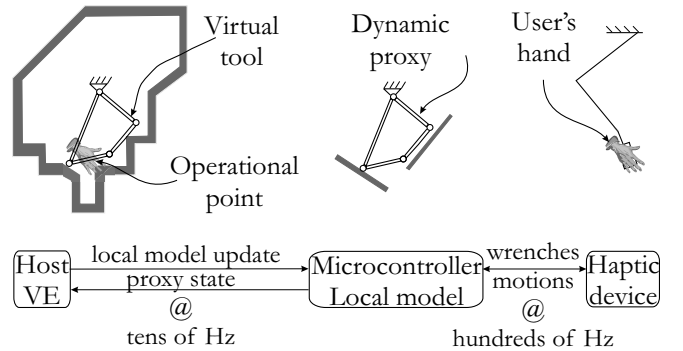 Virtual
tool
Operational
point
Dynamic
proxy
User's
hand
Host
VE
local model update
proxy state
@
tens of Hz
Microcontroller
Local model
wrenches
motions
@
hundreds of Hz
Haptic
device